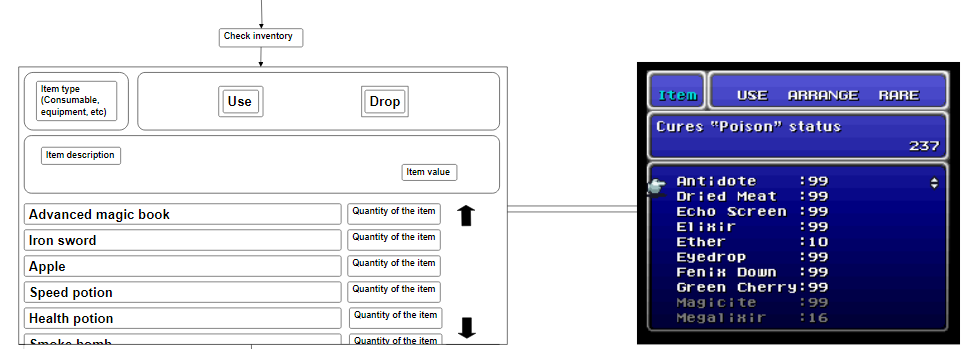 Check inventory
Item type
(Consumable,
equipment, etc)
Use
Drop
Item description
Item value
Advanced magic book
Quantity of the item
Iron sword
Quantity of the item
Apple
Quantity of the item
Speed potion
Quantity of the item
Health potion
Quantity of the item
Smoke bomb
Quantity of the item
Item
USE ARRANGE RARE
Cures "Poison" status
237
Antidote :99
Dried Meat :99
Echo Screen :99
Elixir :99
Ether :10
Eyedrop :99
Fenix Down :99
Green Cherry:99
Magicite :99
Megalixir :16